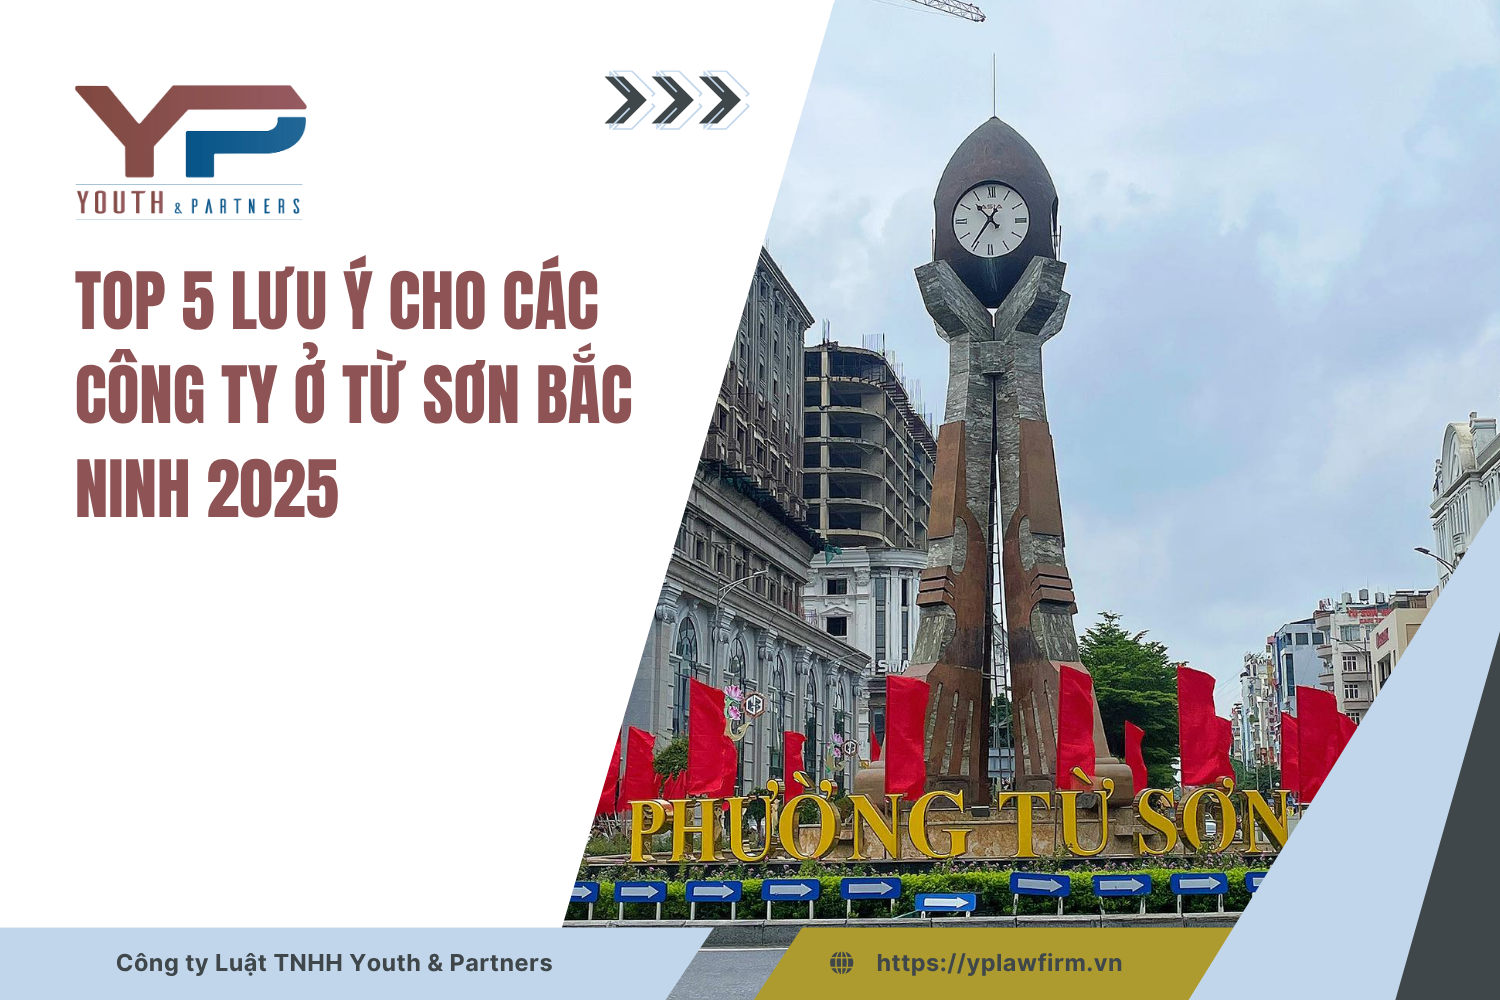 YP
YOUTH & PARTNERS
TOP 5 LƯU Ý CHO CÁC
CÔNG TY Ở TỪ SƠN BẮC
NINH 2025
ASIA
PHƯỜNG TỪ SƠN
Công ty Luật TNHH Youth & Partners
https://yplawfirm.vn